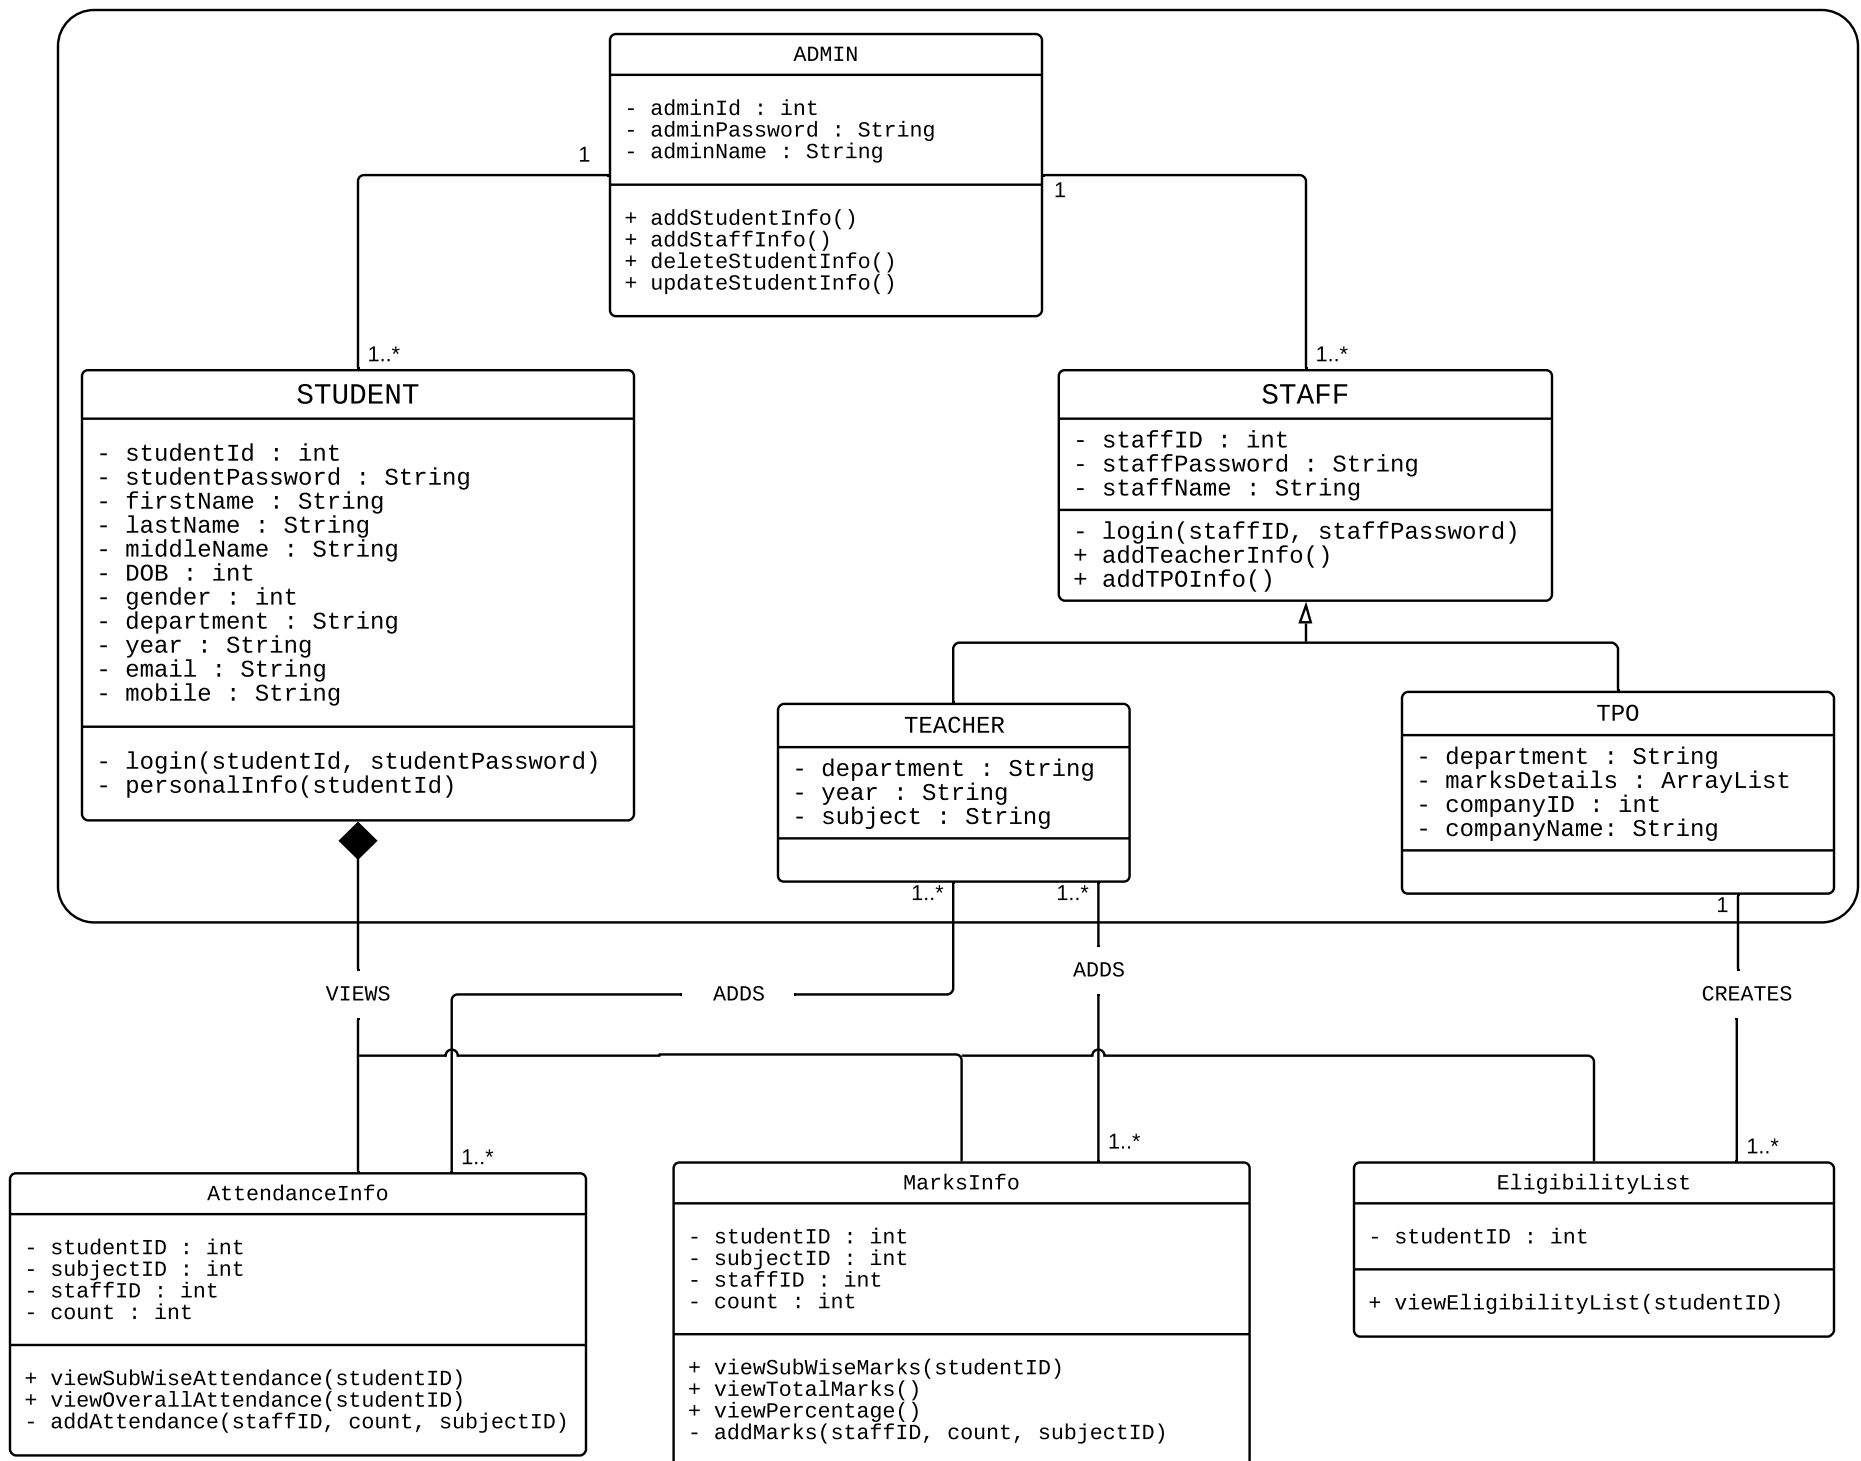 ADMIN
- adminId : int
- adminPassword : String
- adminName : String
+ addStudentInfo()
+ addStaffInfo()
+ deleteStudentInfo()
+ updateStudentInfo()
1
1
1..*
1..*
STUDENT
- studentId : int
- studentPassword : String
- firstName : String
- lastName : String
- middleName : String
- DOB : int
- gender : int
- department : String
- year : String
- email : String
- mobile : String
- login(studentId, studentPassword)
- personalInfo(studentId)
STAFF
- staffID : int
- staffPassword : String
- staffName : String
- login(staffID, staffPassword)
+ addTeacherInfo()
+ addTPOInfo()
TEACHER
- department : String
- year : String
- subject : String
TPO
- department : String
- marksDetails : ArrayList
- companyID : int
- companyName: String
1..*
1..*
1
VIEWS
ADDS
ADDS
CREATES
1..*
1..*
1..*
AttendanceInfo
- studentID : int
- subjectID : int
- staffID : int
- count : int
+ viewSubWiseAttendance(studentID)
+ viewOverallAttendance(studentID)
- addAttendance(staffID, count, subjectID)
MarksInfo
- studentID : int
- subjectID : int
- staffID : int
- count : int
+ viewSubWiseMarks(studentID)
+ viewTotalMarks()
+ viewPercentage()
- addMarks(staffID, count, subjectID)
EligibilityList
- studentID : int
+ viewEligibilityList(studentID)